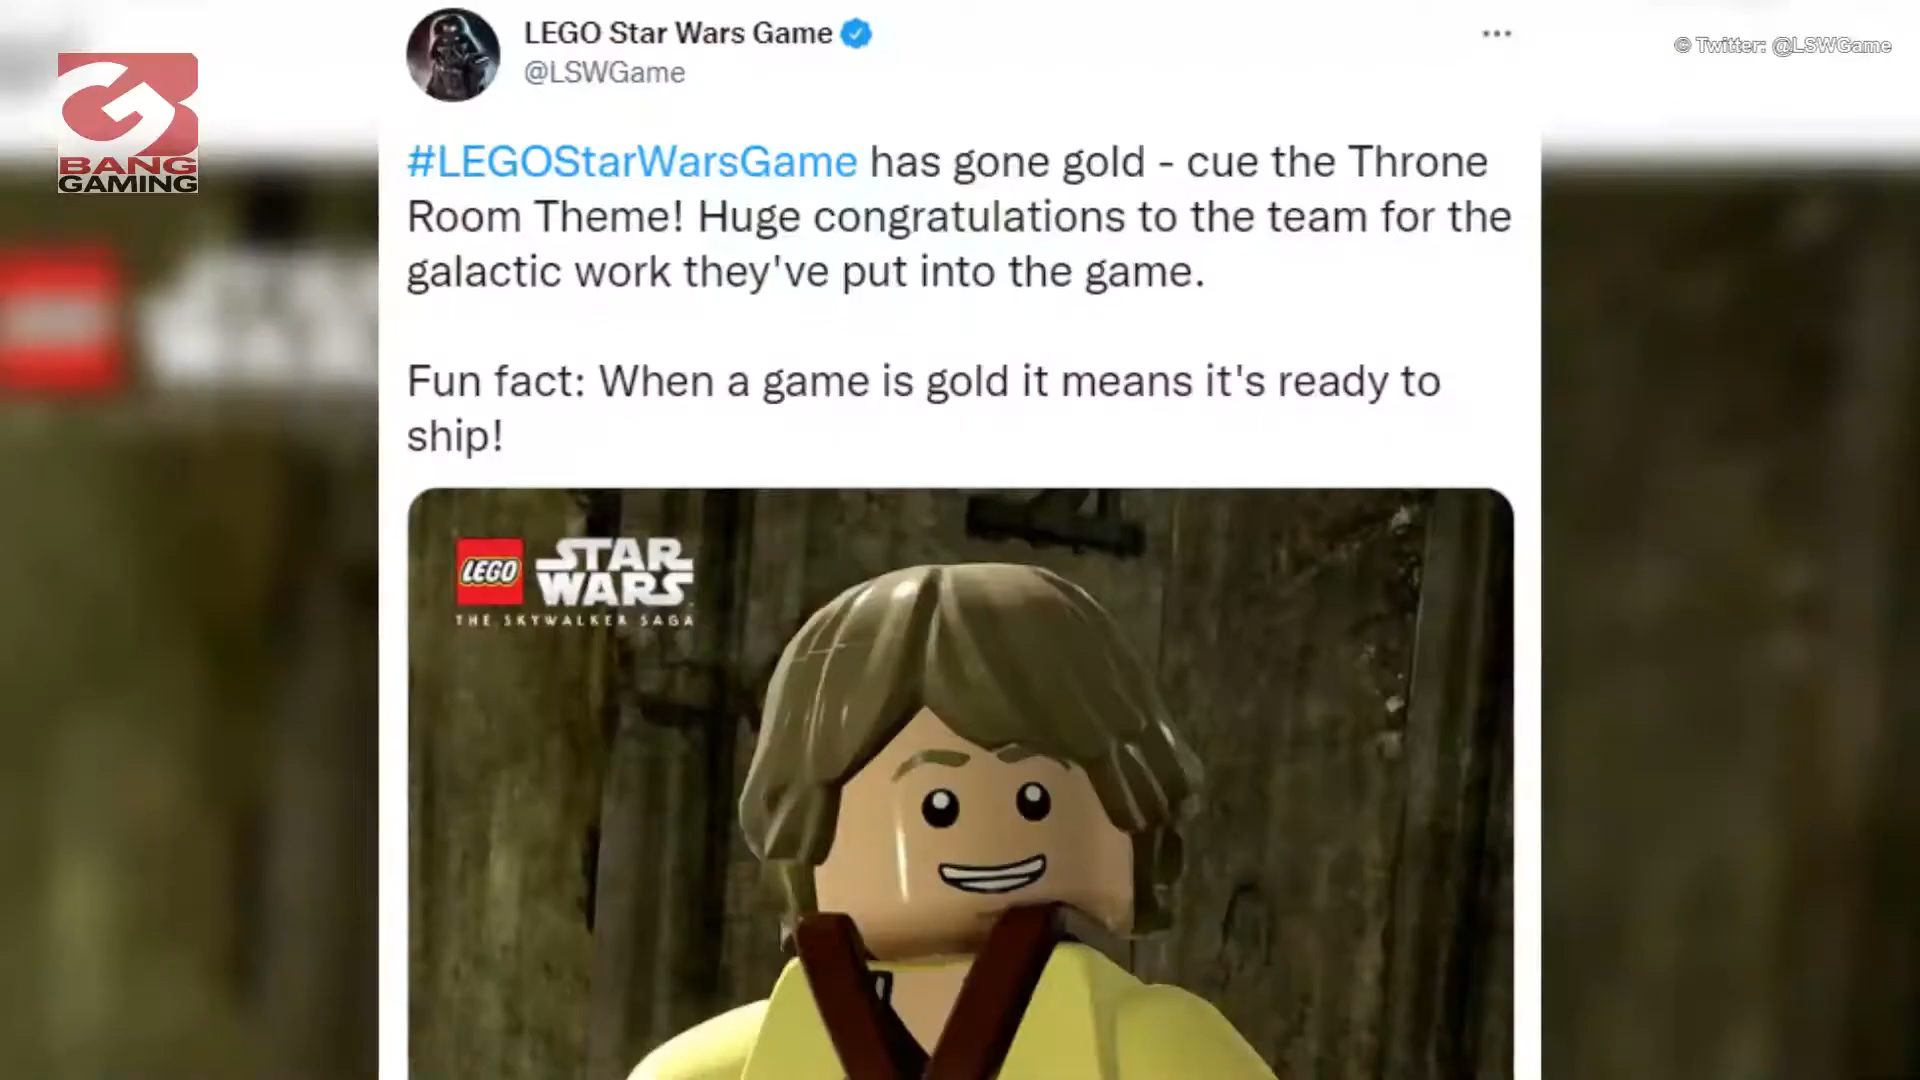 LEGO Star Wars Game
@LSWGame
© Twitter: @LSWGame
BANG
GAMING
#LEGOStarWarsGame has gone gold - cue the Throne
Room Theme! Huge congratulations to the team for the
galactic work they've put into the game.
Fun fact: When a game is gold it means it's ready to
ship!
LEGO
STAR
WARS
THE SKYWALKER SAGA